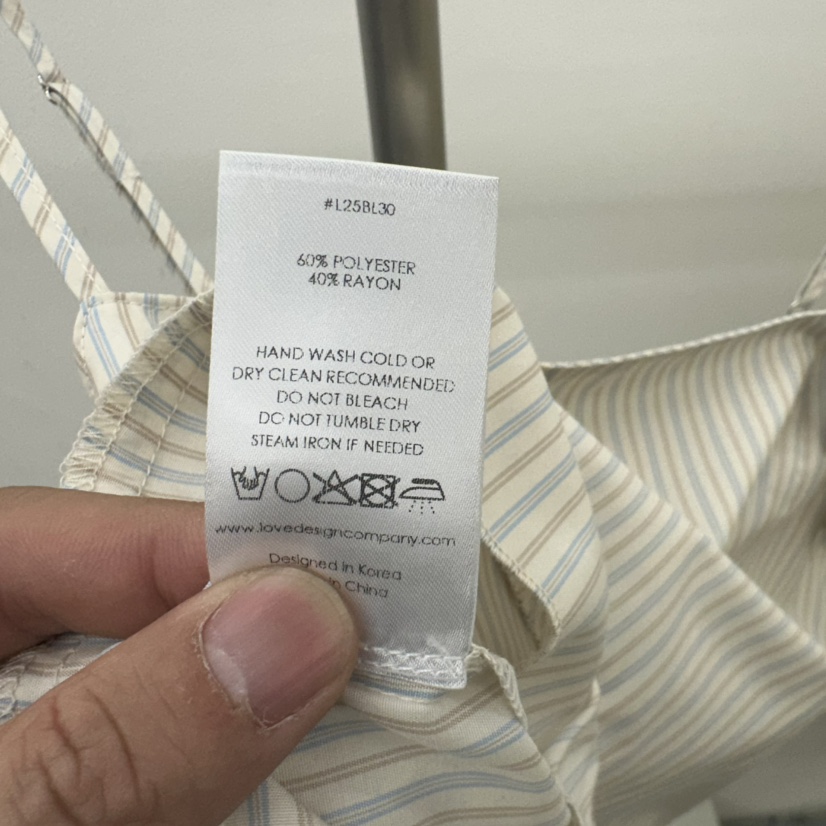 #L25BL30
60% POLYESTER
40% RAYON
HAND WASH COLD OR
DRY CLEAN RECOMMENDED
DO NOT BLEACH
DO NOT TUMBLE DRY
STEAM IRON IF NEEDED
www.lovedesigncompany.com
Designed in Korea
in China